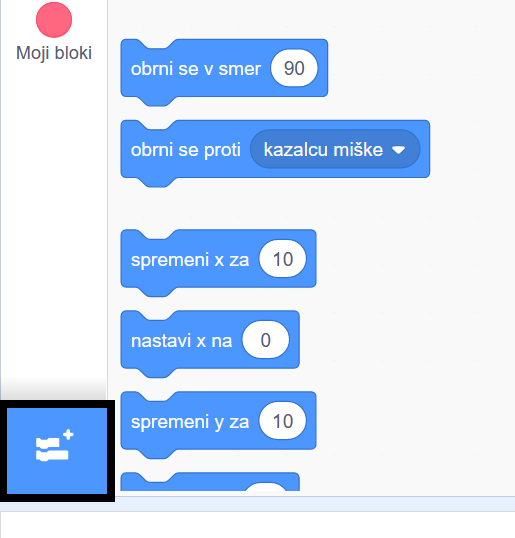 Moji bloki
obrni se v smer 90
obrni se proti kazalcu miške
spremeni x za 10
nastavi x na 0
spremeni y za 10